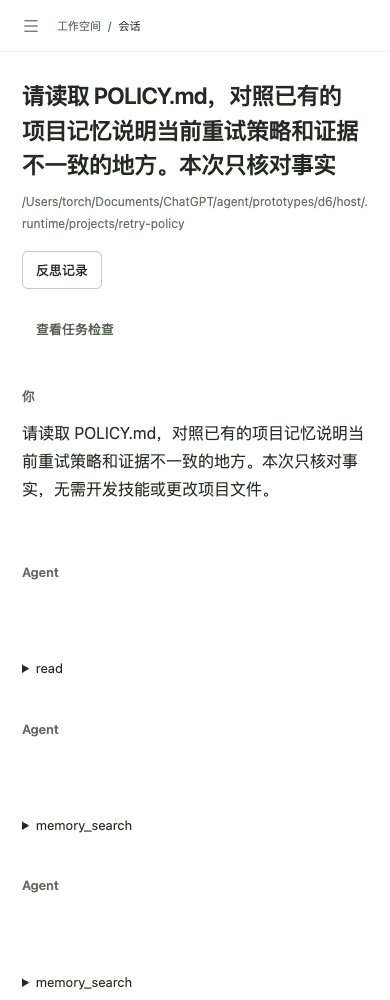 工作空间 / 会话
请读取 POLICY.md，对照已有的
项目记忆说明当前重试策略和证据
不一致的地方。本次只核对事实
/Users/torch/Documents/ChatGPT/agent/prototypes/d6/host/.
runtime/projects/retry-policy
反思记录
查看任务检查
你
请读取 POLICY.md，对照已有的项目记忆说明当
前重试策略和证据不一致的地方。本次只核对事
实，无需开发技能或更改项目文件。
Agent
read
Agent
memory_search
Agent
memory_search